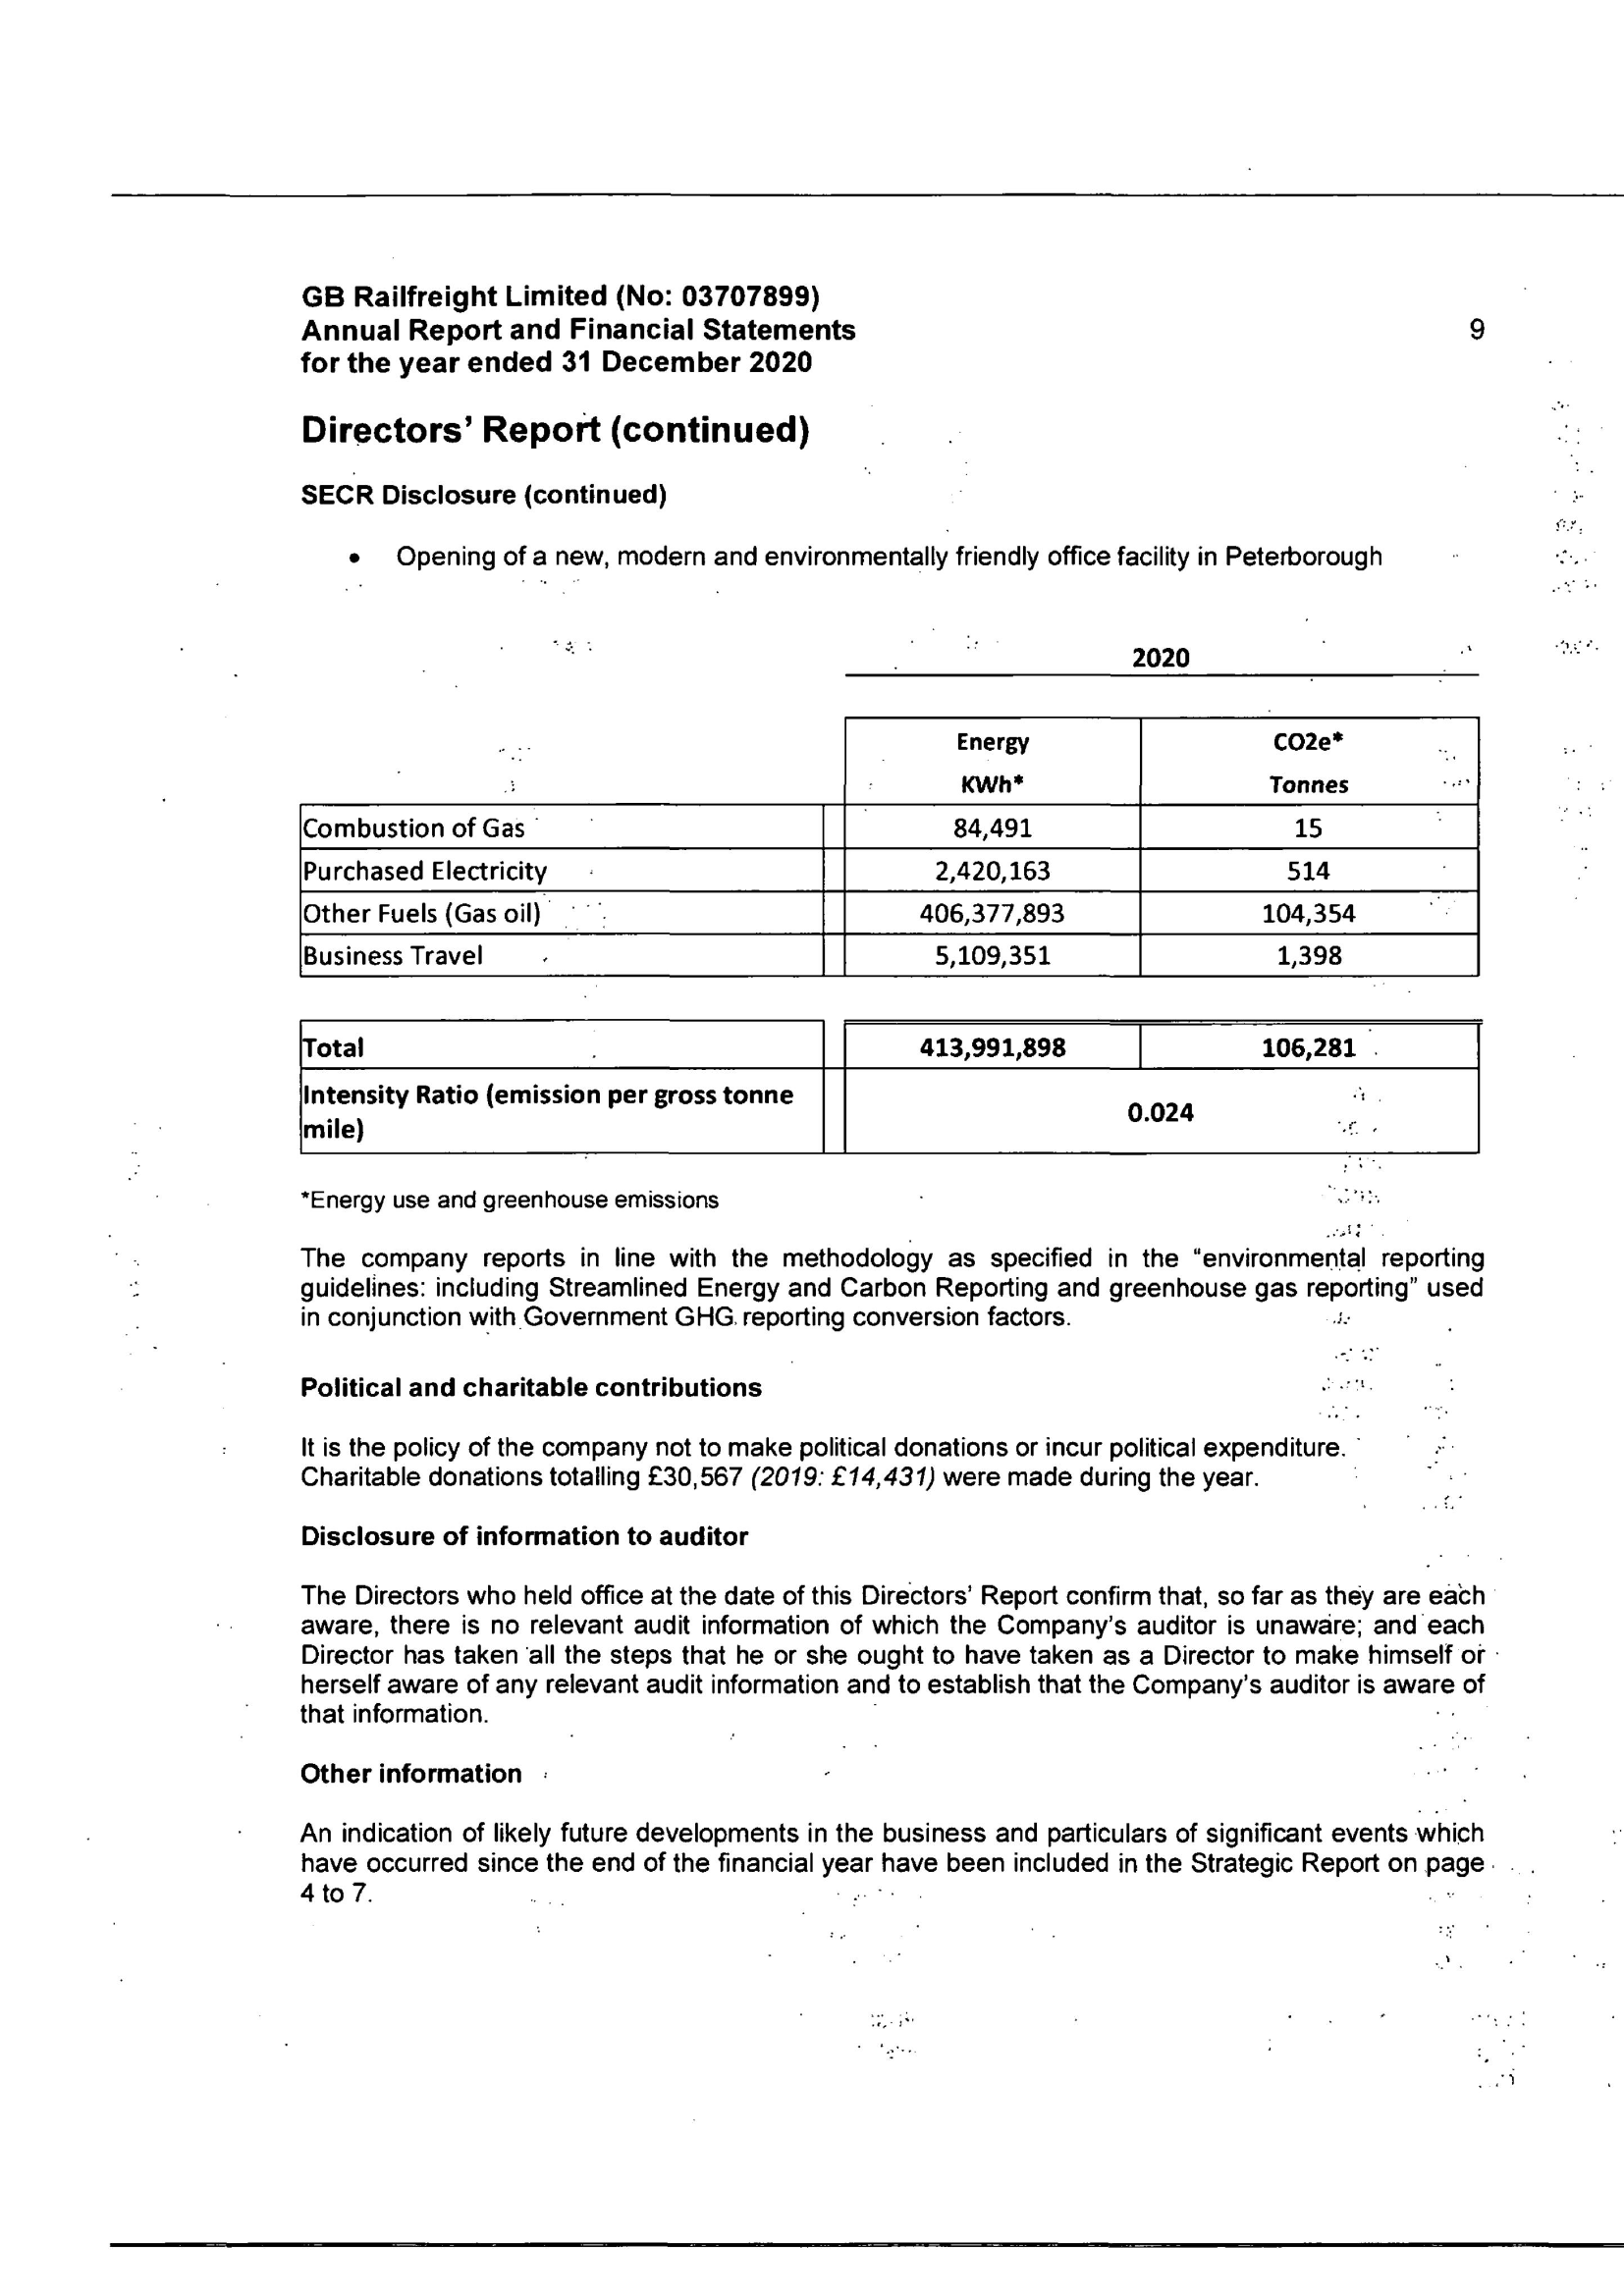 GB Railfreight Limited (No: 03707899)
Annual Report and Financial Statements
9
for the year ended 31 December 2020
Directors' Report (continued)
SECR Disclosure (continued)
• Opening of a new, modern and environmentally friendly office facility in Peterborough
2020
Energy CO2e*
KWh* Tonnes
Combustion of Gas 84,491 15
Purchased Electricity 2,420,163 514
Other Fuels (Gas oil) 406,377,893 104,354
Business Travel 5,109,351 1,398
Total 413,991,898 106,281
Intensity Ratio (emission per gross tonne
mile)
0.024
*Energy use and greenhouse emissions
The company reports in line with the methodology as specified in the “environmental reporting
guidelines: including Streamlined Energy and Carbon Reporting and greenhouse gas reporting” used
in conjunction with Government GHG reporting conversion factors.
Political and charitable contributions
It is the policy of the company not to make political donations or incur political expenditure.
Charitable donations totalling £30,567 (2019: £14,431) were made during the year.
Disclosure of information to auditor
The Directors who held office at the date of this Directors' Report confirm that, so far as they are each
aware, there is no relevant audit information of which the Company's auditor is unaware; and each
Director has taken all the steps that he or she ought to have taken as a Director to make himself or
herself aware of any relevant audit information and to establish that the Company's auditor is aware of
that information.
Other information
An indication of likely future developments in the business and particulars of significant events which
have occurred since the end of the financial year have been included in the Strategic Report on page
4 to 7.